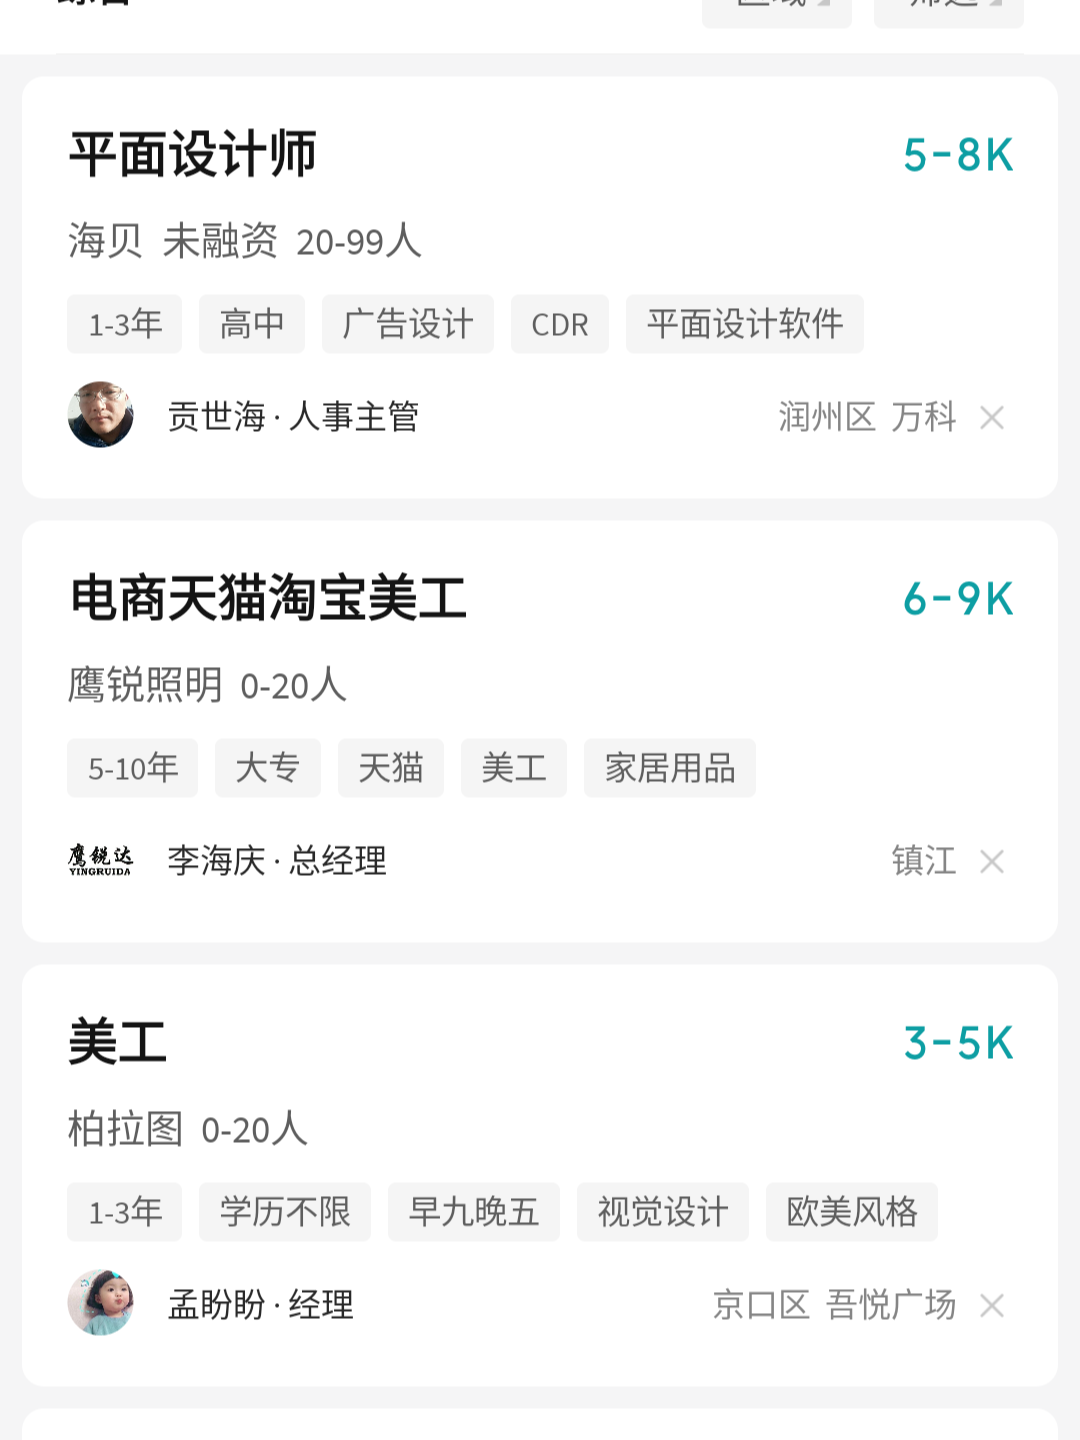 平面设计师 5-8K
海贝 未融资 20-99人
1-3年 高中 广告设计 CDR 平面设计软件
贡世海·人事主管 润州区 万科
电商天猫淘宝美工 6-9K
鹰锐照明 0-20人
5-10年 大专 天猫 美工 家居用品
鹰锐达
YINGRUIDA
李海庆·总经理 镇江
美工 3-5K
柏拉图 0-20人
1-3年 学历不限 早九晚五 视觉设计 欧美风格
孟盼盼·经理 京口区 吾悦广场